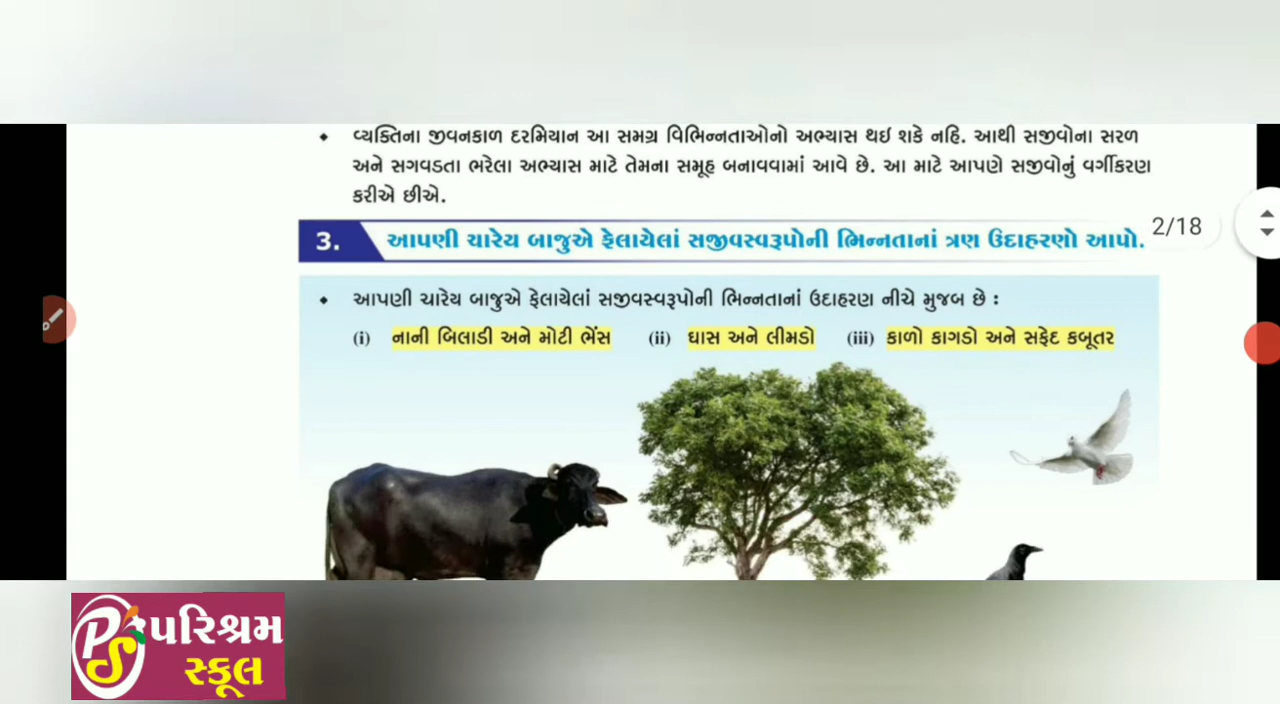 • વ્યક્તિના જીવનકાળ દરમિયાન આ સમગ્ર વિભિન્નતાઓનો અભ્યાસ થઈ શકે નહિ. આથી સજીવોના સરળ
અને સગવડતા ભરેલા અભ્યાસ માટે તેમના સમૂહ બનાવવામાં આવે છે. આ માટે આપણે સજીવોનું વર્ગીકરણ
કરીએ છીએ.
3. આપણી ચારેય બાજુએ ફેલાયેલાં સજીવસ્વરૂપોની ભિન્નતાનાં ત્રણ ઉદાહરણો આપો.
2/18
• આપણી ચારેય બાજુએ ફેલાયેલાં સજીવસ્વરૂપોની ભિન્નતાનાં ઉદાહરણ નીચે મુજબ છે :
(i) નાની બિલાડી અને મોટી ભેંસ (ii) ઘાસ અને લીમડો (iii) કાળો કાગડો અને સફેદ કબૂતર
PS પરિશ્રમ
સ્કૂલ